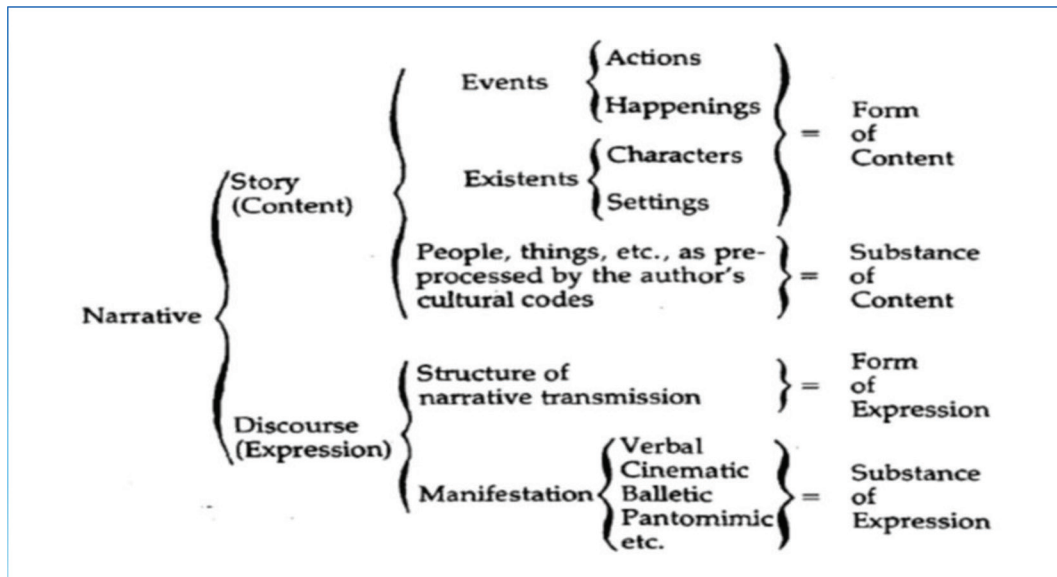 Events
Actions
Happenings
=
Form
of
Content
Existents
Characters
Settings
Story
(Content)
People, things, etc., as pre-
processed by the author's
cultural codes
=
Substance
of
Content
Narrative
Structure of
narrative transmission
=
Form
of
Expression
Discourse
(Expression)
Manifestation
Verbal
Cinematic
Balletic
Pantomimic
etc.
=
Substance
of
Expression